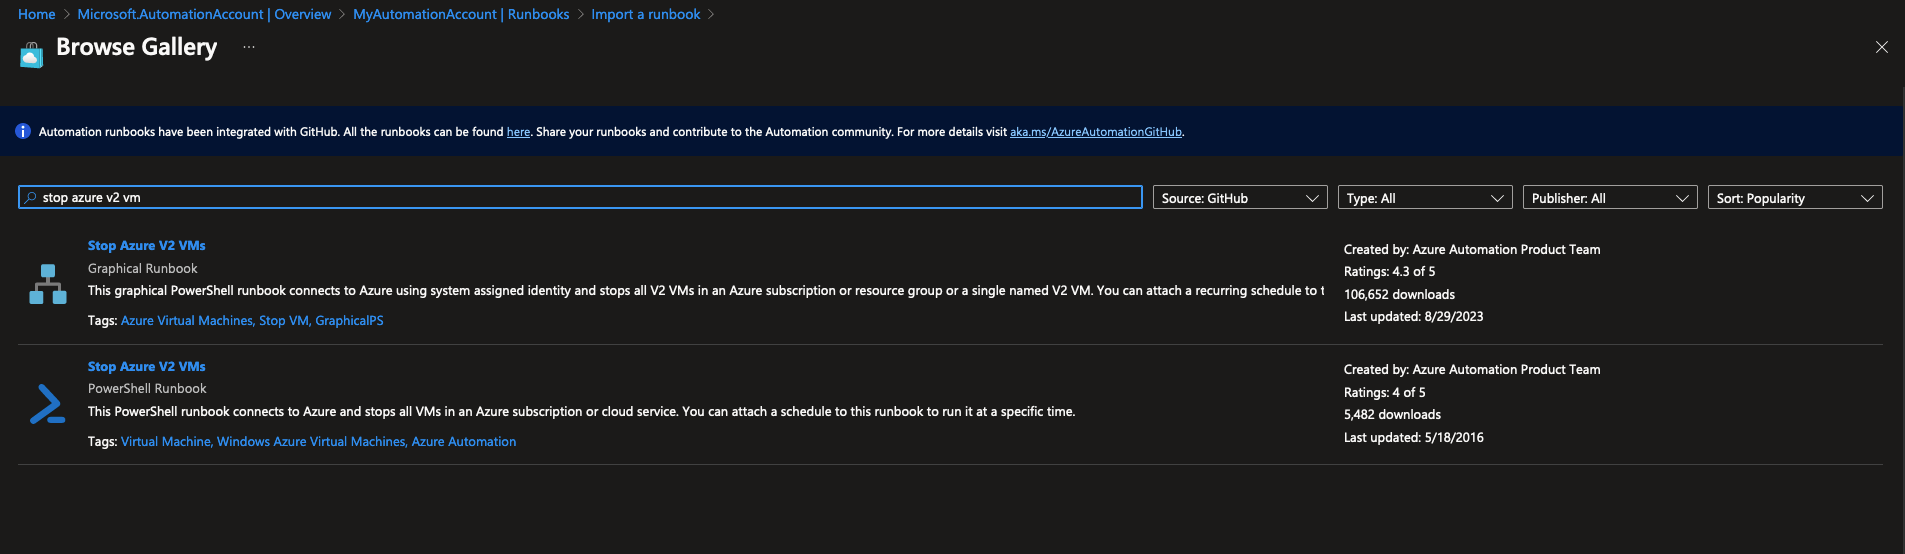 Home > Microsoft.AutomationAccount | Overview > MyAutomationAccount | Runbooks > Import a runbook >
Browse Gallery ...
Automation runbooks have been integrated with GitHub. All the runbooks can be found here. Share your runbooks and contribute to the Automation community. For more details visit aka.ms/AzureAutomationGitHub.
stop azure v2 vm
Source: GitHub
Type: All
Publisher: All
Sort: Popularity
Stop Azure V2 VMs
Graphical Runbook
This graphical PowerShell runbook connects to Azure using system assigned identity and stops all V2 VMs in an Azure subscription or resource group or a single named V2 VM. You can attach a recurring schedule to t
Tags: Azure Virtual Machines, Stop VM, GraphicalPS
Created by: Azure Automation Product Team
Ratings: 4.3 of 5
106,652 downloads
Last updated: 8/29/2023
Stop Azure V2 VMs
PowerShell Runbook
This PowerShell runbook connects to Azure and stops all VMs in an Azure subscription or cloud service. You can attach a schedule to this runbook to run it at a specific time.
Tags: Virtual Machine, Windows Azure Virtual Machines, Azure Automation
Created by: Azure Automation Product Team
Ratings: 4 of 5
5,482 downloads
Last updated: 5/18/2016